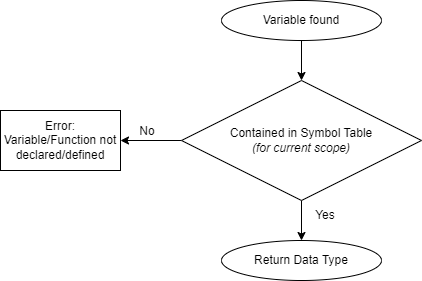 Variable found
Contained in Symbol Table
(for current scope)
Error:
Variable/Function not
declared/defined
No
Yes
Return Data Type